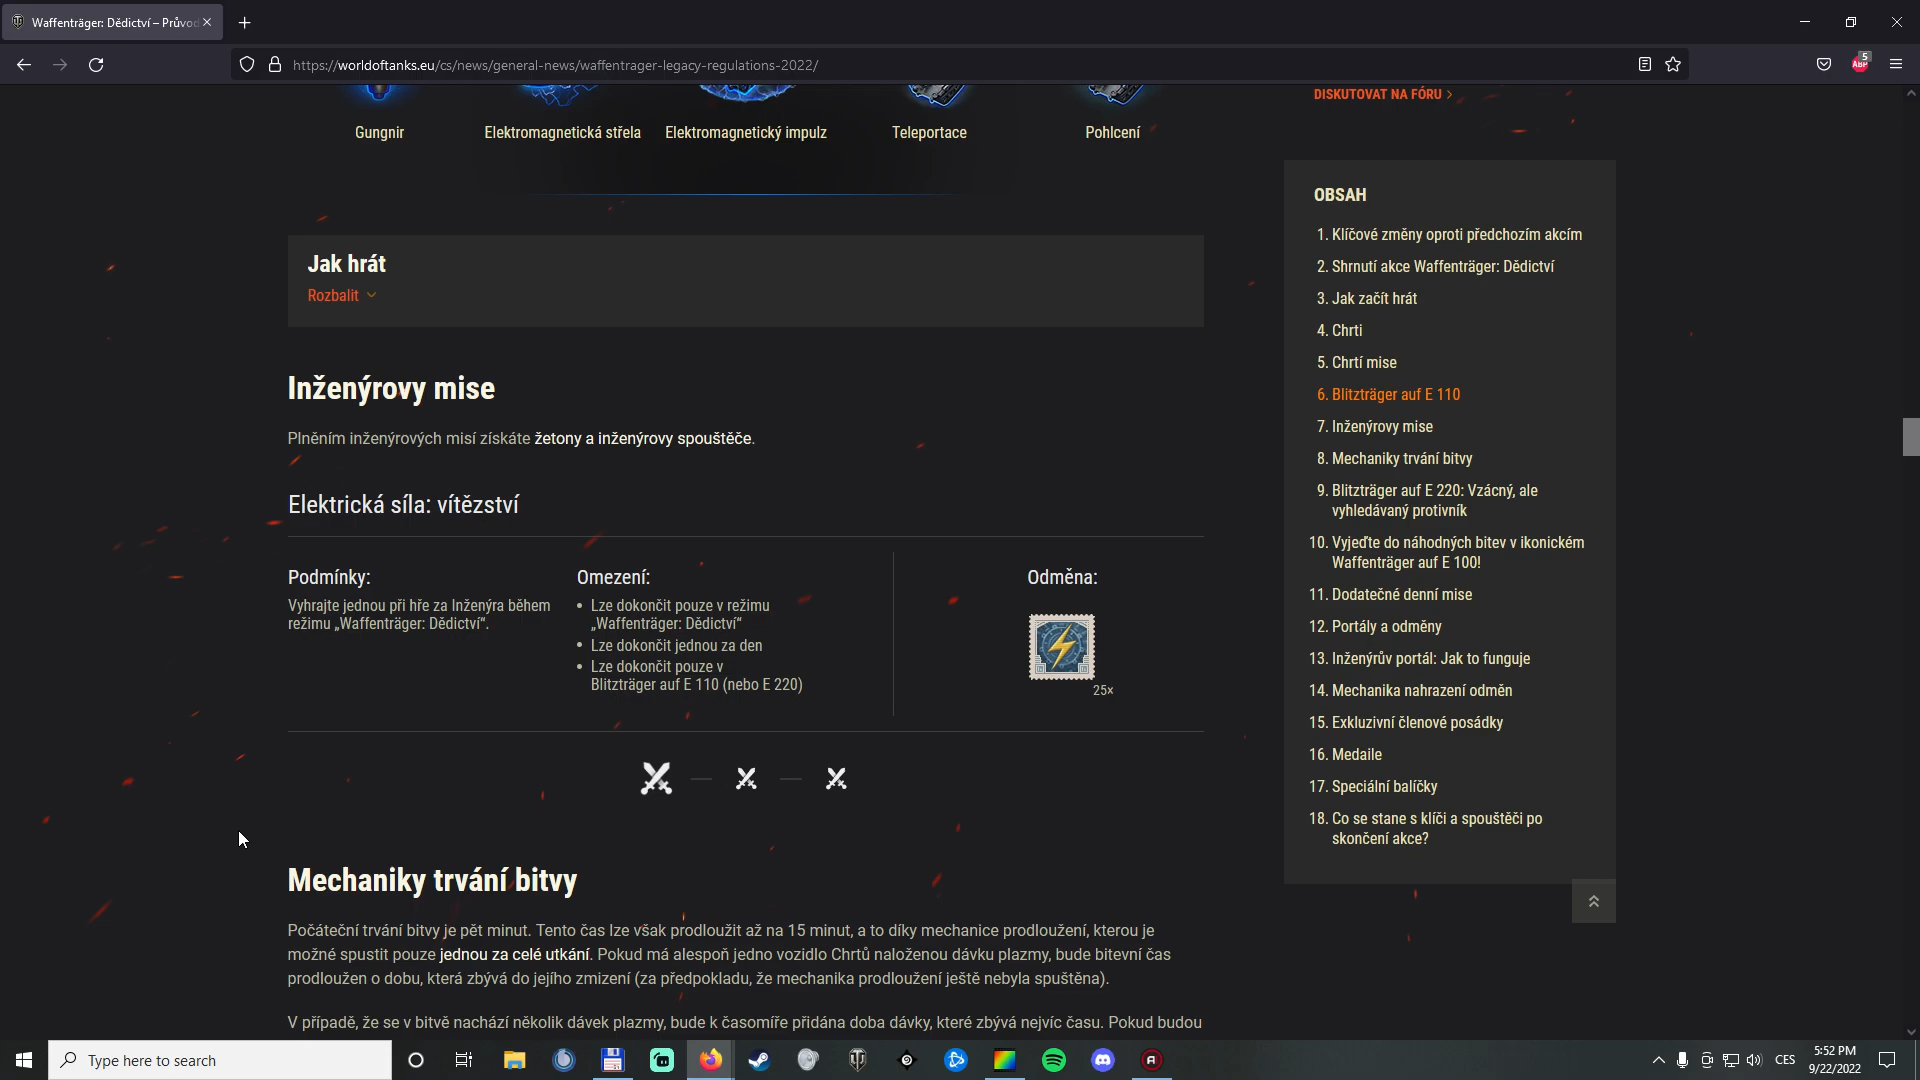 Waffenträger: Dědictví – Průvod
https://worldoftanks.eu/cs/news/general-news/waffentrager-legacy-regulations-2022/
5
ABP
DISKUTOVAT NA FÓRU
Gungnir
Elektromagnetická střela
Elektromagnetický impulz
Teleportace
Pohlcení
Jak hrát
Rozbalit
Inženýrovy mise
Plněním inženýrových misí získáte žetony a inženýrovy spouštěče.
Elektrická síla: vítězství
Podmínky:
Vyhrajte jednou při hře za Inženýra během
režimu „Waffenträger: Dědictví“.
Omezení:
Lze dokončit pouze v režimu
„Waffenträger: Dědictví“
Lze dokončit jednou za den
Lze dokončit pouze v
Blitzträger auf E 110 (nebo E 220)
Odměna:
25x
Mechaniky trvání bitvy
Počáteční trvání bitvy je pět minut. Tento čas lze však prodloužit až na 15 minut, a to díky mechanice prodloužení, kterou je
možné spustit pouze jednou za celé utkání. Pokud má alespoň jedno vozidlo Chrtů naloženou dávku plazmy, bude bitevní čas
prodloužen o dobu, která zbývá do jejího zmizení (za předpokladu, že mechanika prodloužení ještě nebyla spuštěna).
V případě, že se v bitvě nachází několik dávek plazmy, bude k časomíře přidána doba dávky, které zbývá nejvíc času. Pokud budou
OBSAH
1. Klíčové změny oproti předchozím akcím
2. Shrnutí akce Waffenträger: Dědictví
3. Jak začít hrát
4. Chrti
5. Chrtí mise
6. Blitzträger auf E 110
7. Inženýrovy mise
8. Mechaniky trvání bitvy
9. Blitzträger auf E 220: Vzácný, ale
vyhledávaný protivník
10. Vyjeďte do náhodných bitev v ikonickém
Waffenträger auf E 100!
11. Dodatečné denní mise
12. Portály a odměny
13. Inženýrův portál: Jak to funguje
14. Mechanika nahrazení odměn
15. Exkluzivní členové posádky
16. Medaile
17. Speciální balíčky
18. Co se stane s klíči a spouštěči po
skončení akce?
Type here to search
CES
5:52 PM
9/22/2022